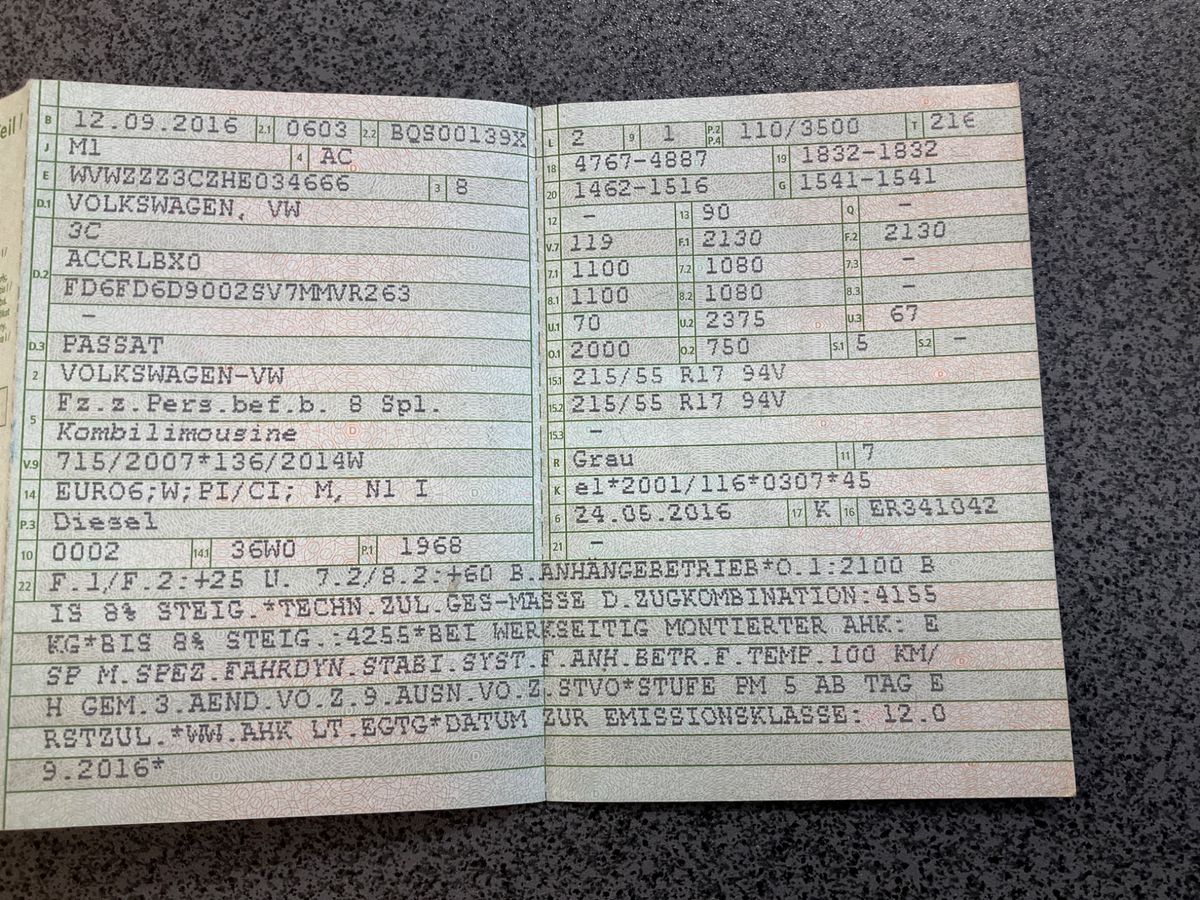 eil I
B 12.09.2016 2.1 0603 2.2 BQS00139X
J M1 4 AC
E WVWZZZ3CZHE034666 3 8
D.1 VOLKSWAGEN, VW
3C
D.2 ACCRLBX0
FD6FD6D9002SV7MMVR263
–
D.3 PASSAT
2 VOLKSWAGEN-VW
5 Fz.z.Pers.bef.b. 8 Spl.
Kombilimousine
V.9 715/2007*136/2014W
14 EURO6;W;PI/CI; M, N1 I
P.3 Diesel
10 0002 14.1 36W0 P.1 1968
L 2 9 1 P.2 P.4 110/3500 T 216
18 4767-4887 19 1832-1832
20 1462-1516 G 1541-1541
12 – 13 90 Q –
V.7 119 F.1 2130 F.2 2130
7.1 1100 7.2 1080 7.3 –
8.1 1100 8.2 1080 8.3 –
U.1 70 U.2 2375 U.3 67
O.1 2000 O.2 750 S.1 5 S.2 –
15.1 215/55 R17 94V
15.2 215/55 R17 94V
15.3 –
R Grau 11 7
K e1*2001/116*0307*45
6 24.05.2016 17 K 16 ER341042
21 –
22 F.1/F.2:+25 U. 7.2/8.2:+60 B.ANHÄNGEBETRIEB*O.1:2100 B
IS 8% STEIG.*TECHN.ZUL.GES-MASSE D.ZUGKOMBINATION:4155
KG*BIS 8% STEIG.:4255*BEI WERKSEITIG MONTIERTER AHK: E
SP M.SPEZ.FAHRDYN.STABI.SYST.F.ANH.BETR.F.TEMP.100 KM/
H GEM.3.AEND.VO.Z.9.AUSN.VO.Z.STVO*STUFE PM 5 AB TAG E
RSTZUL.*WW.AHK LT.EGTG*DATUM ZUR EMISSIONSKLASSE: 12.0
9.2016*